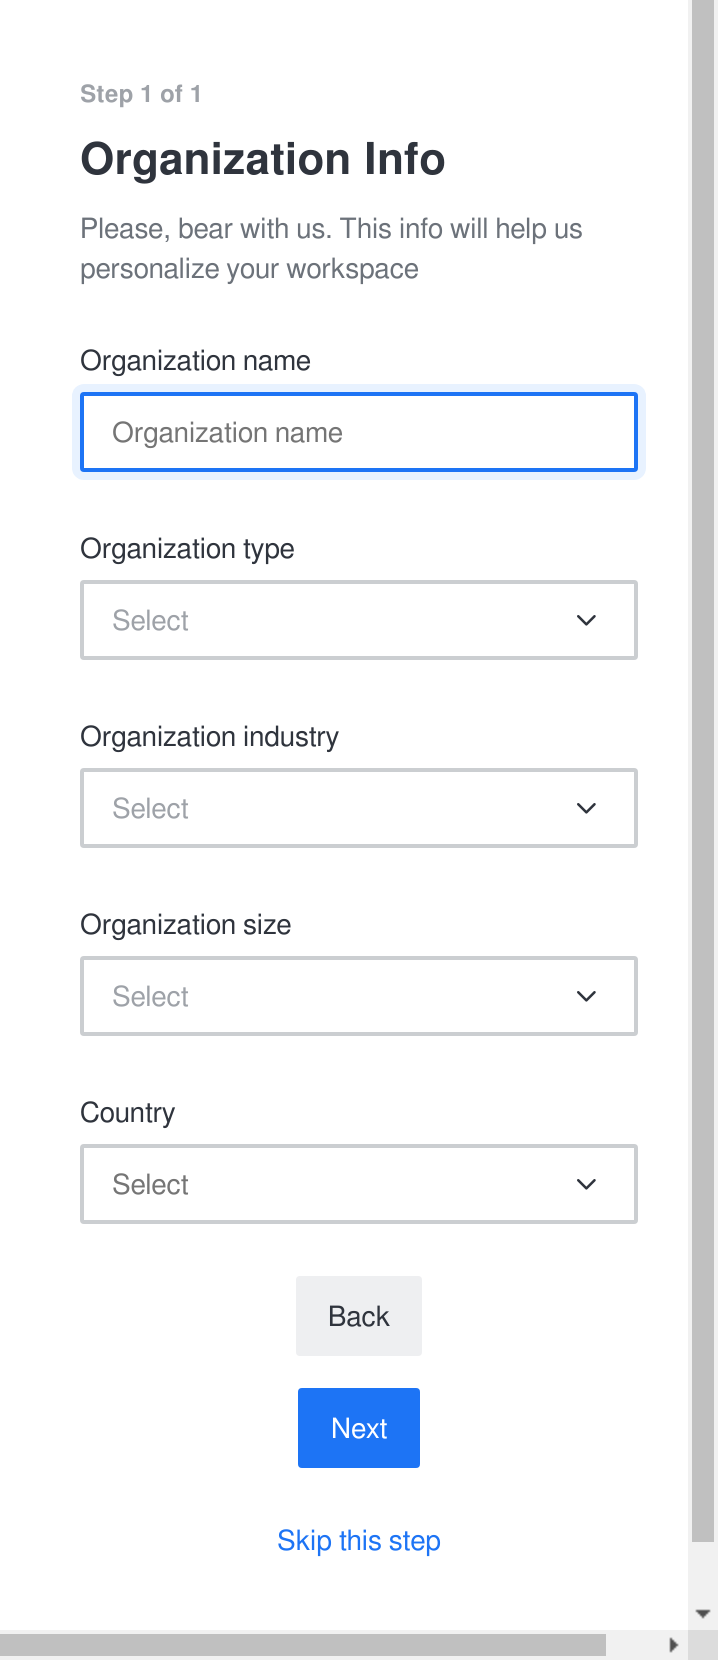 Step 1 of 1
Organization Info
Please, bear with us. This info will help us
personalize your workspace
Organization name
Organization name
Organization type
Select
Organization industry
Select
Organization size
Select
Country
Select
Back
Next
Skip this step